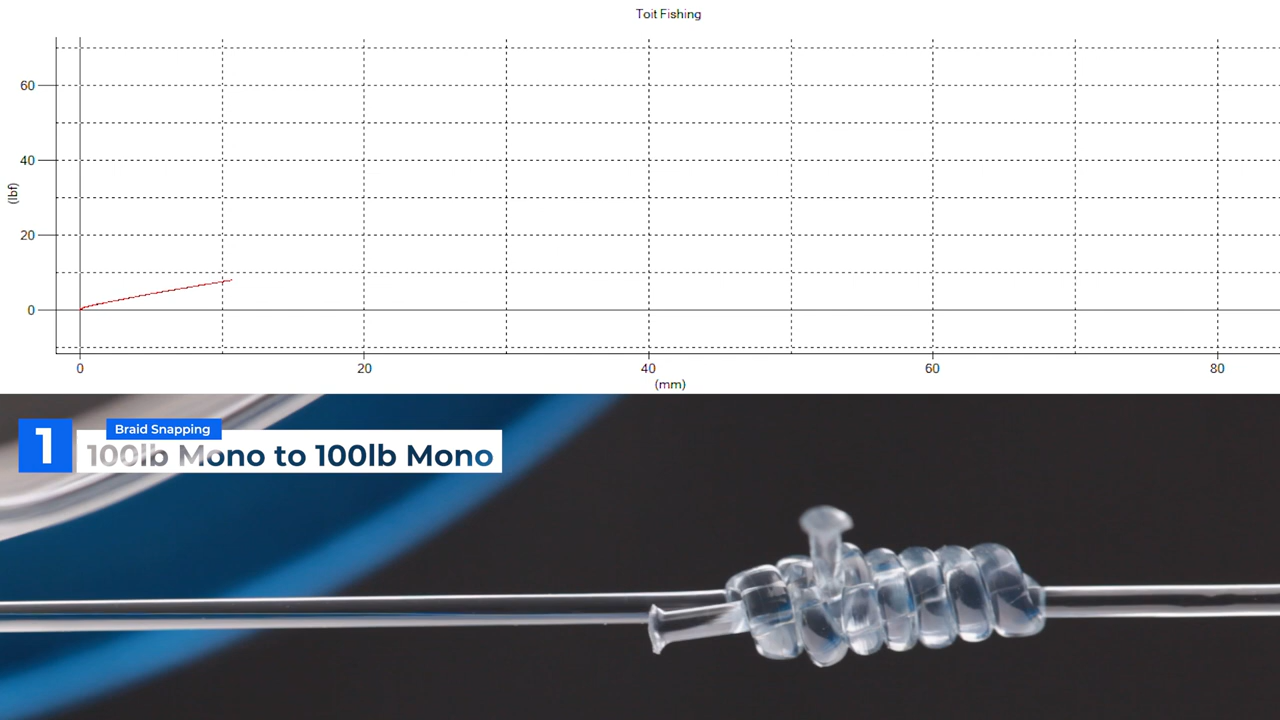 Toit Fishing
60
40
20
0
(lbf)
0 20 40 60 80
(mm)
1
Braid Snapping
100lb Mono to 100lb Mono